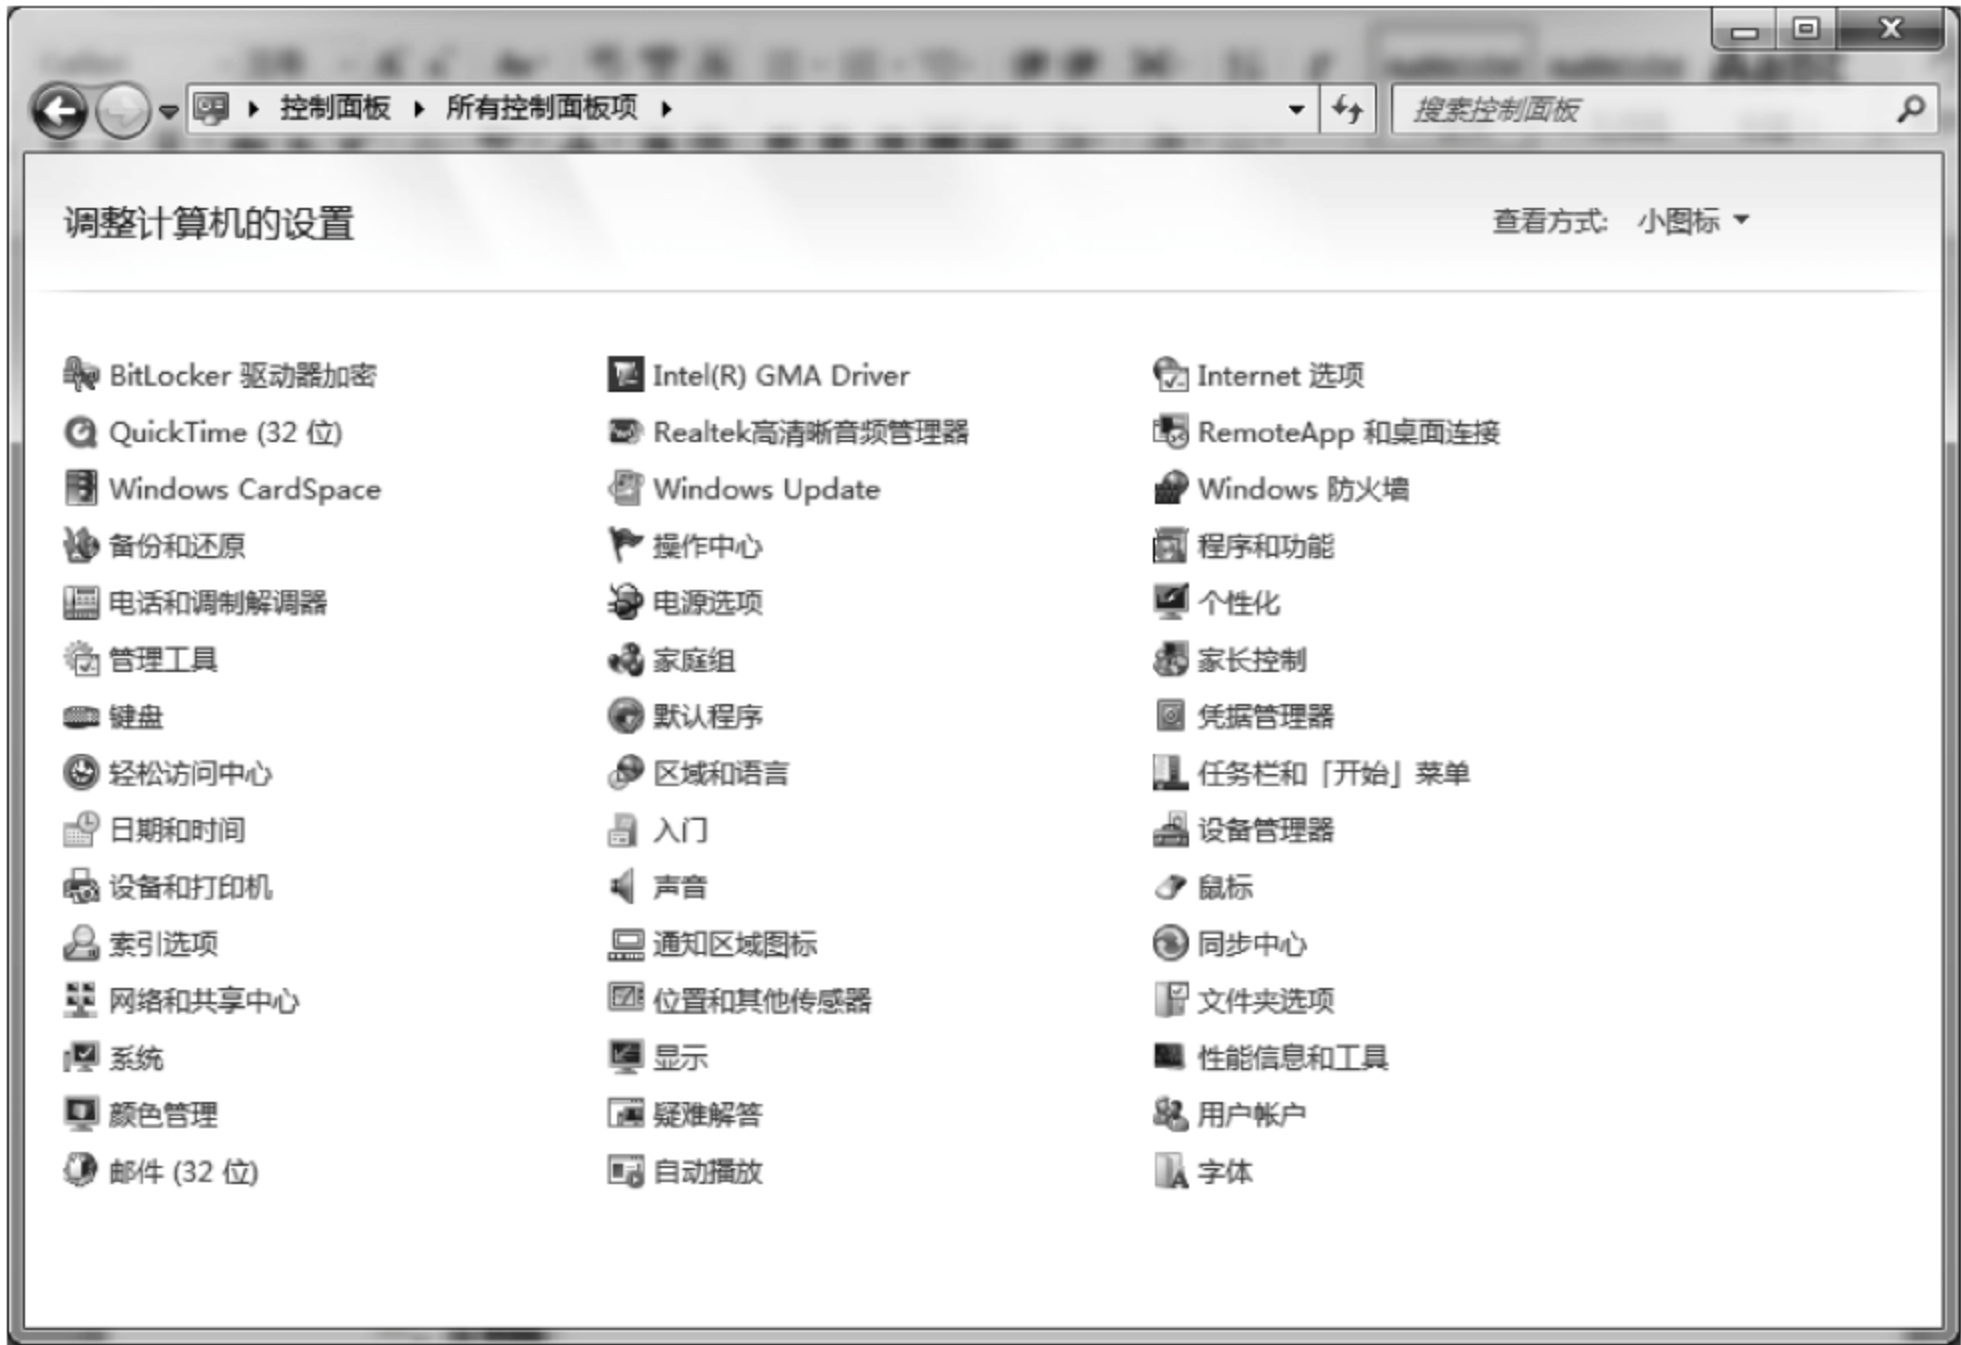 控制面板 所有控制面板项
搜索控制面板
调整计算机的设置
查看方式: 小图标
BitLocker 驱动器加密 Intel(R) GMA Driver Internet 选项
QuickTime (32 位) Realtek高清晰音频管理器 RemoteApp 和桌面连接
Windows CardSpace Windows Update Windows 防火墙
备份和还原 操作中心 程序和功能
电话和调制解调器 电源选项 个性化
管理工具 家庭组 家长控制
键盘 默认程序 凭据管理器
轻松访问中心 区域和语言 任务栏和「开始」菜单
日期和时间 入门 设备管理器
设备和打印机 声音 鼠标
索引选项 通知区域图标 同步中心
网络和共享中心 位置和其他传感器 文件夹选项
系统 显示 性能信息和工具
颜色管理 疑难解答 用户帐户
邮件 (32 位) 自动播放 字体